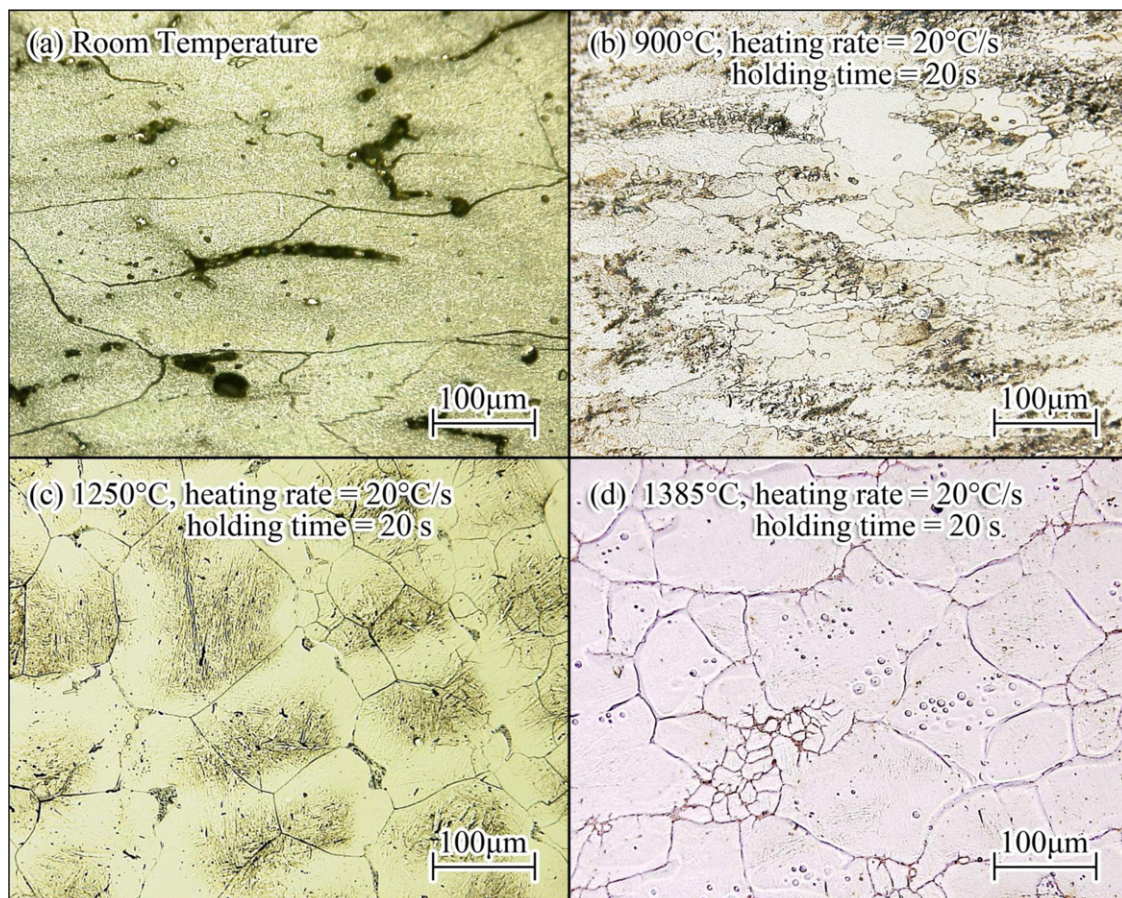 (a) Room Temperature
(b) 900°C, heating rate = 20°C/s
holding time = 20 s
100μm
100μm
(c) 1250°C, heating rate = 20°C/s
holding time = 20 s
(d) 1385°C, heating rate = 20°C/s
holding time = 20 s
100μm
100μm